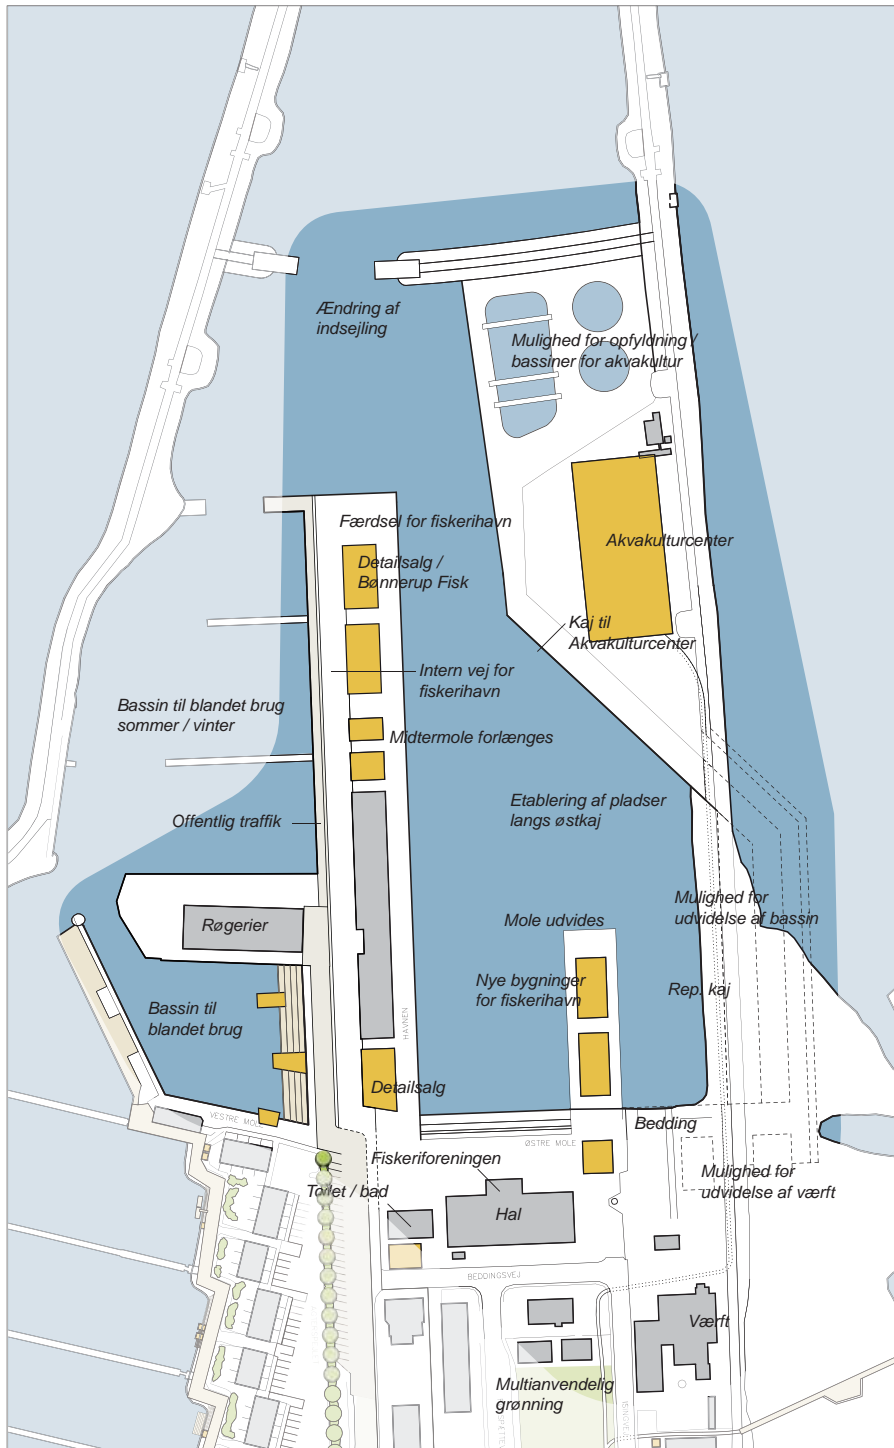 Ændring af
indsejling
Mulighed for opfyldning /
bassiner for akvakultur
Færdsel for fiskerihavn
Detailsalg /
Bønnerup Fisk
Akvakulturcenter
Kaj til
Akvakulturcenter
Intern vej for
fiskerihavn
Bassin til blandet brug
sommer / vinter
Midtermole forlænges
Etablering af pladser
langs østkaj
Offentlig traffik
Mulighed for
udvidelse af bassin
Røgerier
Mole udvides
Nye bygninger
for fiskerihavn
Rep. kaj
Bassin til
blandet brug
HAVNEN
Detailsalg
VESTRE MOLE
Bedding
ØSTRE MOLE
Fiskeriforeningen
Mulighed for
udvidelse af værft
Toilet / bad
Hal
BEDDINGSVEJ
Værft
Multianvendelig
grønning